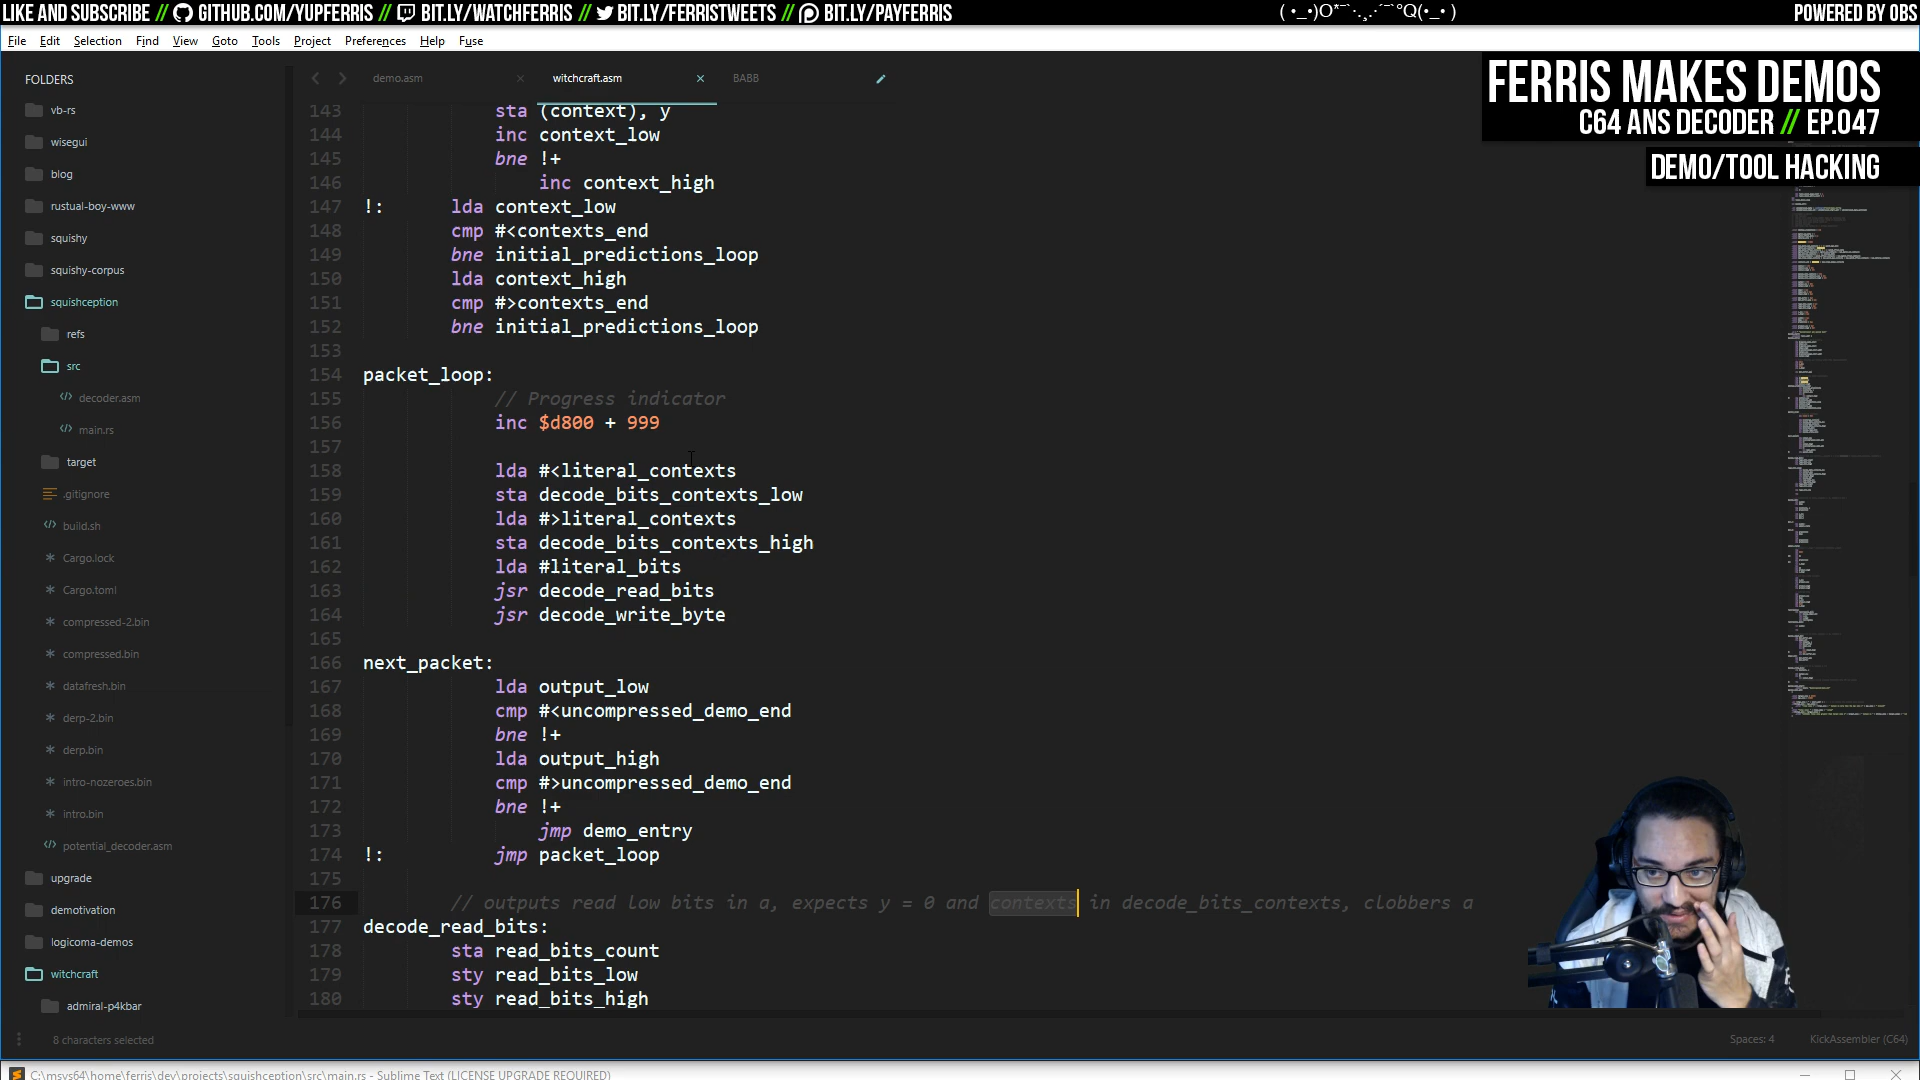 LIKE AND SUBSCRIBE // GITHUB.COM/YUPFERRIS // BIT.LY/WATCHFERRIS // BIT.LY/FERRISTWEETS // BIT.LY/PAYFERRIS
POWERED BY OBS
File Edit Selection Find View Goto Tools Project Preferences Help Fuse
FERRIS MAKES DEMOS
C64 ANS DECODER // EP.047
DEMO/TOOL HACKING
FOLDERS
vb-rs
wisegui
blog
rustual-boy-www
squishy
squishy-corpus
squishception
refs
src
decoder.asm
main.rs
target
.gitignore
build.sh
Cargo.lock
Cargo.toml
compressed-2.bin
compressed.bin
datafresh.bin
derp-2.bin
derp.bin
intro-nozeroes.bin
intro.bin
potential_decoder.asm
upgrade
demotivation
logicoma-demos
witchcraft
admiral-p4kbar
demo.asm witchcraft.asm BABB
143 sta (context), y
144 inc context_low
145 bne !+
146 inc context_high
147 !: lda context_low
148 cmp #<contexts_end
149 bne initial_predictions_loop
150 lda context_high
151 cmp #>contexts_end
152 bne initial_predictions_loop
153
154 packet_loop:
155 // Progress indicator
156 inc $d800 + 999
157
158 lda #<literal_contexts
159 sta decode_bits_contexts_low
160 lda #>literal_contexts
161 sta decode_bits_contexts_high
162 lda #literal_bits
163 jsr decode_read_bits
164 jsr decode_write_byte
165
166 next_packet:
167 lda output_low
168 cmp #<uncompressed_demo_end
169 bne !+
170 lda output_high
171 cmp #>uncompressed_demo_end
172 bne !+
173 jmp demo_entry
174 !: jmp packet_loop
175
176 // outputs read low bits in a, expects y = 0 and contexts in decode_bits_contexts, clobbers a
177 decode_read_bits:
178 sta read_bits_count
179 sty read_bits_low
180 sty read_bits_high
8 characters selected
Spaces: 4 KickAssembler (C64)
C:\msys64\home\ferris\dev\projects\squishception\src\main.rs - Sublime Text (LICENSE UPGRADE REQUIRED)